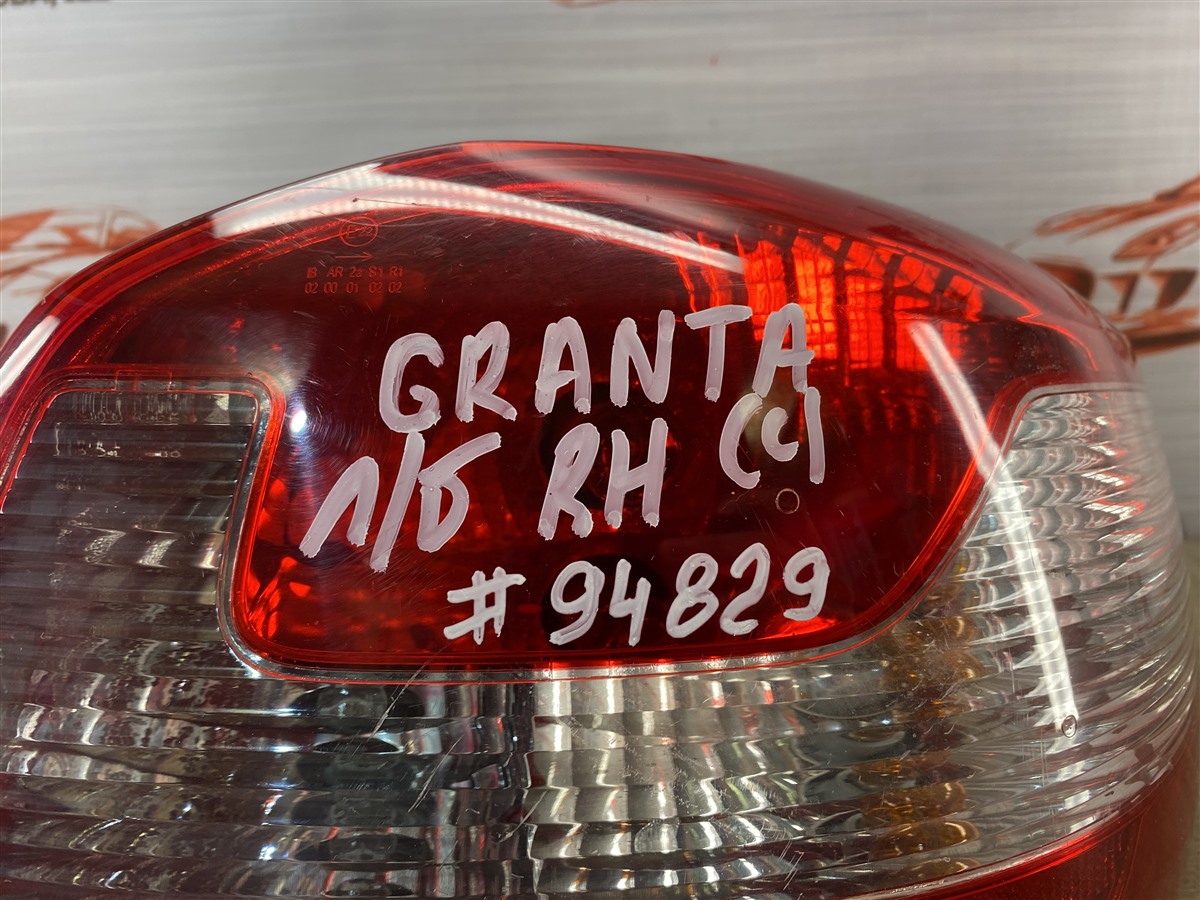 IB AR 2a S1 R1
02 00 01 02 02
GRANTA
Л/Б RH (С)
#94829